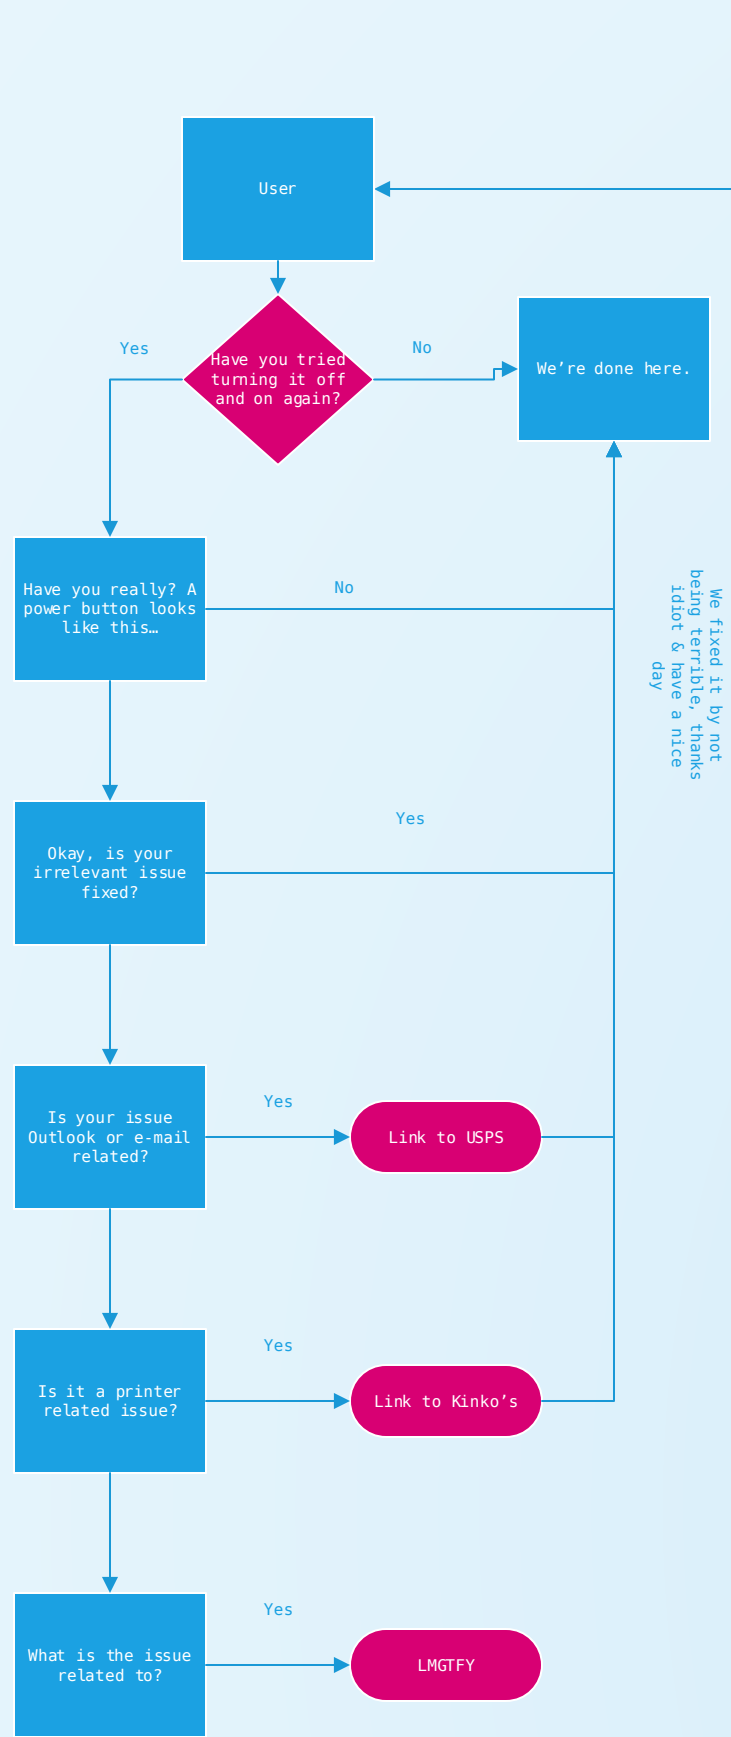 User
Yes
No
Have you tried
turning it off
and on again?
We’re done here.
Have you really? A
power button looks
like this…
No
We fixed it by not
being terrible, thanks
idiot & have a nice
day
Yes
Okay, is your
irrelevant issue
fixed?
Yes
Is your issue
Outlook or e-mail
related?
Link to USPS
Yes
Is it a printer
related issue?
Link to Kinko’s
Yes
What is the issue
related to?
LMGTFY